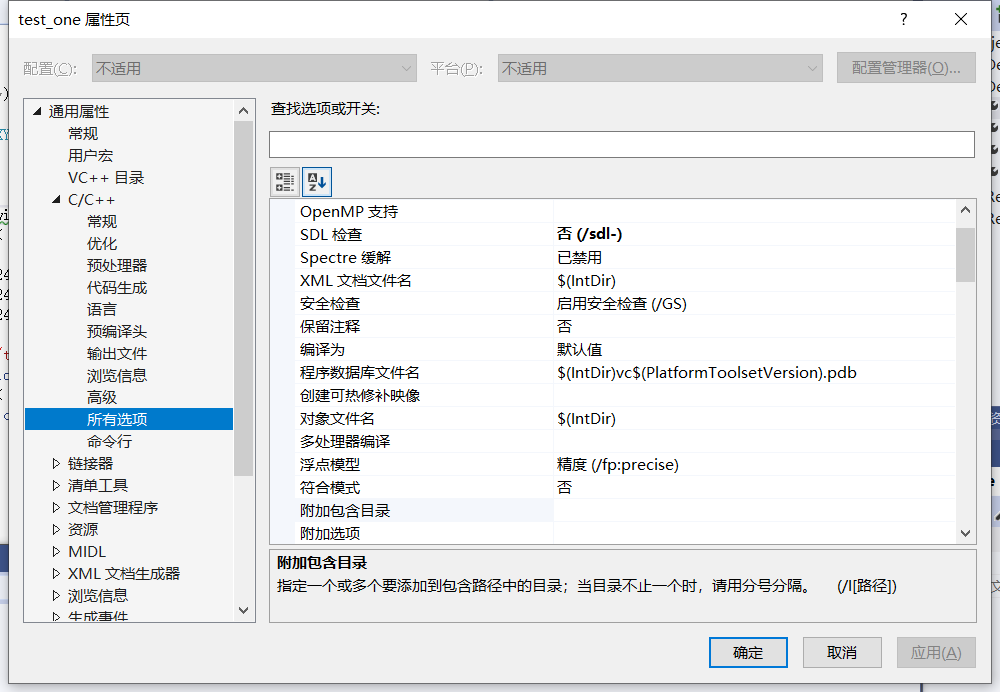 test_one 属性页
配置(C):
不适用
平台(P):
不适用
配置管理器(O)...
通用属性
常规
用户宏
VC++ 目录
C/C++
常规
优化
预处理器
代码生成
语言
预编译头
输出文件
浏览信息
高级
所有选项
命令行
链接器
清单工具
文档管理程序
资源
MIDL
XML 文档生成器
浏览信息
生成事件
查找选项或开关:
OpenMP 支持
SDL 检查 否 (/sdl-)
Spectre 缓解 已禁用
XML 文档文件名 $(IntDir)
安全检查 启用安全检查 (/GS)
保留注释 否
编译为 默认值
程序数据库文件名 $(IntDir)vc$(PlatformToolsetVersion).pdb
创建可热修补映像
对象文件名 $(IntDir)
多处理器编译
浮点模型 精度 (/fp:precise)
符合模式 否
附加包含目录
附加选项
附加包含目录
指定一个或多个要添加到包含路径中的目录；当目录不止一个时，请用分号分隔。 (/I[路径])
确定
取消
应用(A)